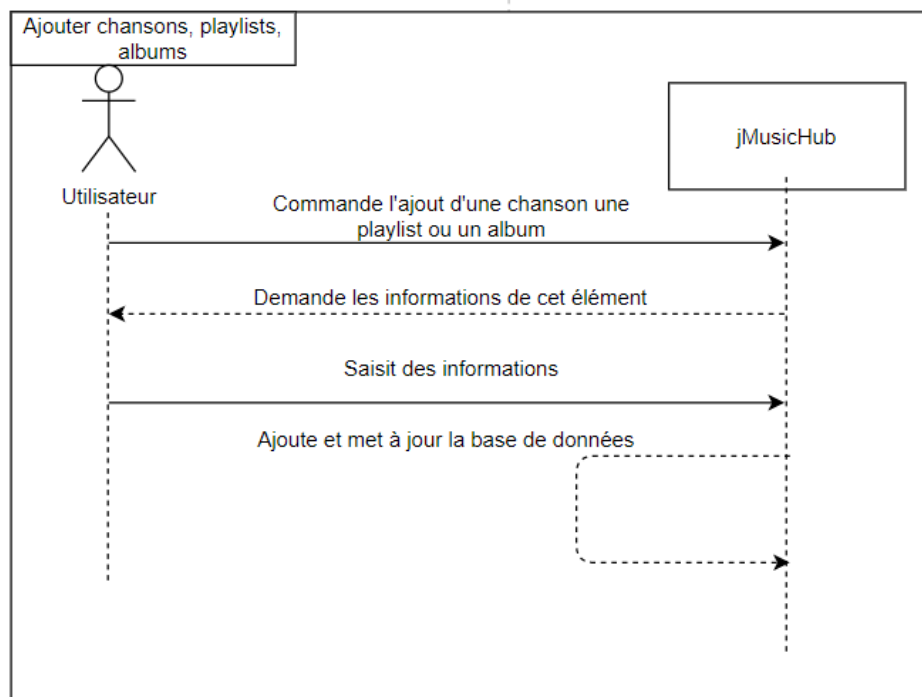 Ajouter chansons, playlists,
albums
jMusicHub
Utilisateur
Commande l'ajout d'une chanson une
playlist ou un album
Demande les informations de cet élément
Saisit des informations
Ajoute et met à jour la base de données